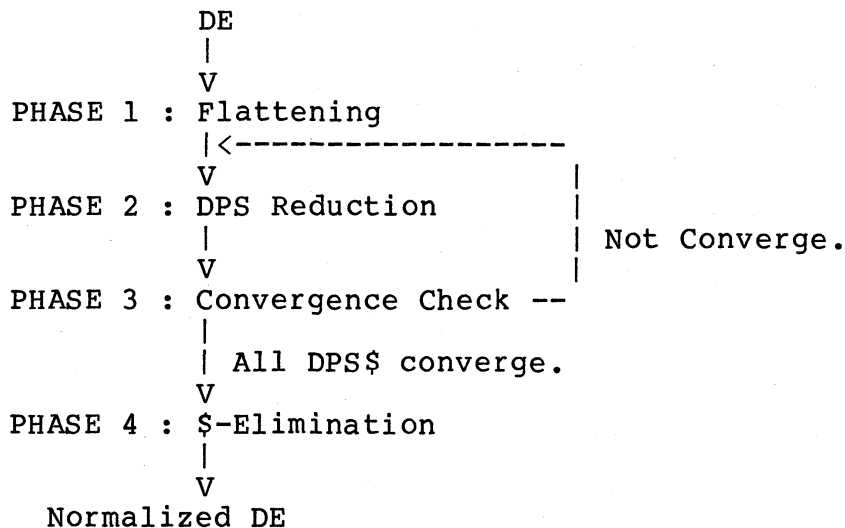 DE
|
V
PHASE 1 : Flattening
|<------------------
V |
PHASE 2 : DPS Reduction |
| | Not Converge.
V |
PHASE 3 : Convergence Check --
|
| All DPS$ converge.
V
PHASE 4 : $-Elimination
|
V
Normalized DE